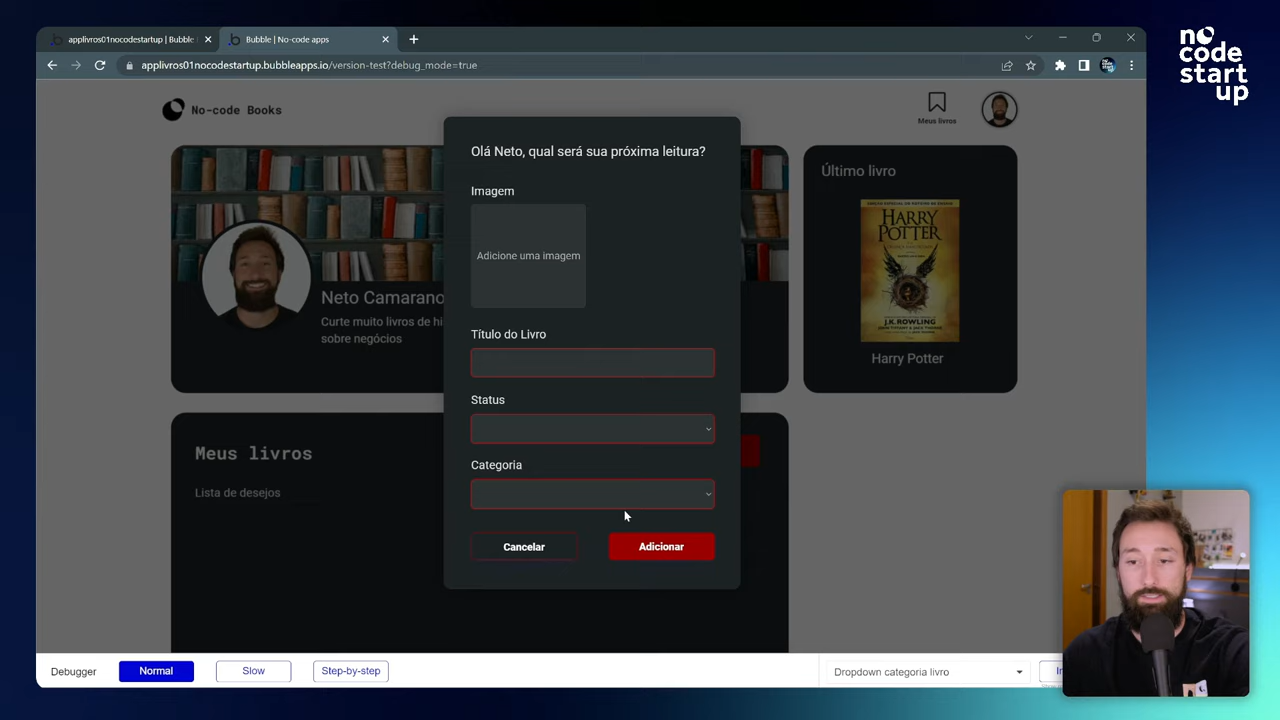 applivros01nocodestartup | Bubble
Bubble | No-code apps
no
code
start
up
applivros01nocodestartup.bubbleapps.io/version-test?debug_mode=true
No-code Books
Meus livros
Olá Neto, qual será sua próxima leitura?
Imagem
Adicione uma imagem
Neto Camarano
Curte muito livros de hi
sobre negócios
Último livro
HARRY
POTTER
J.K. ROWLING
Harry Potter
Título do Livro
Status
Categoria
Cancelar
Adicionar
Meus livros
Lista de desejos
Debugger
Normal
Slow
Step-by-step
Dropdown categoria livro